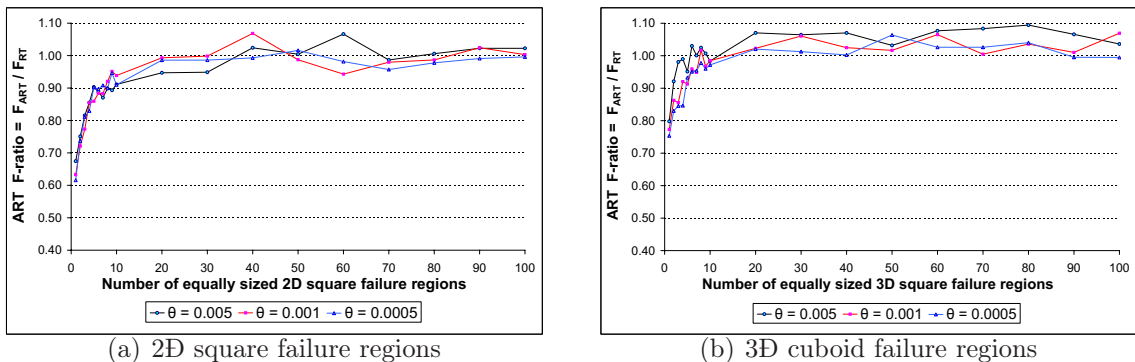 ART F-ratio = F_ART / F_RT
1.10
1.00
0.90
0.80
0.70
0.60
0.50
0.40
0 10 20 30 40 50 60 70 80 90 100
Number of equally sized 2D square failure regions
θ = 0.005 θ = 0.001 θ = 0.0005
(a) 2Đ square failure regions
ART F-ratio = F_ART / F_RT
1.10
1.00
0.90
0.80
0.70
0.60
0.50
0.40
0 10 20 30 40 50 60 70 80 90 100
Number of equally sized 3D square failure regions
θ = 0.005 θ = 0.001 θ = 0.0005
(b) 3Đ cuboid failure regions